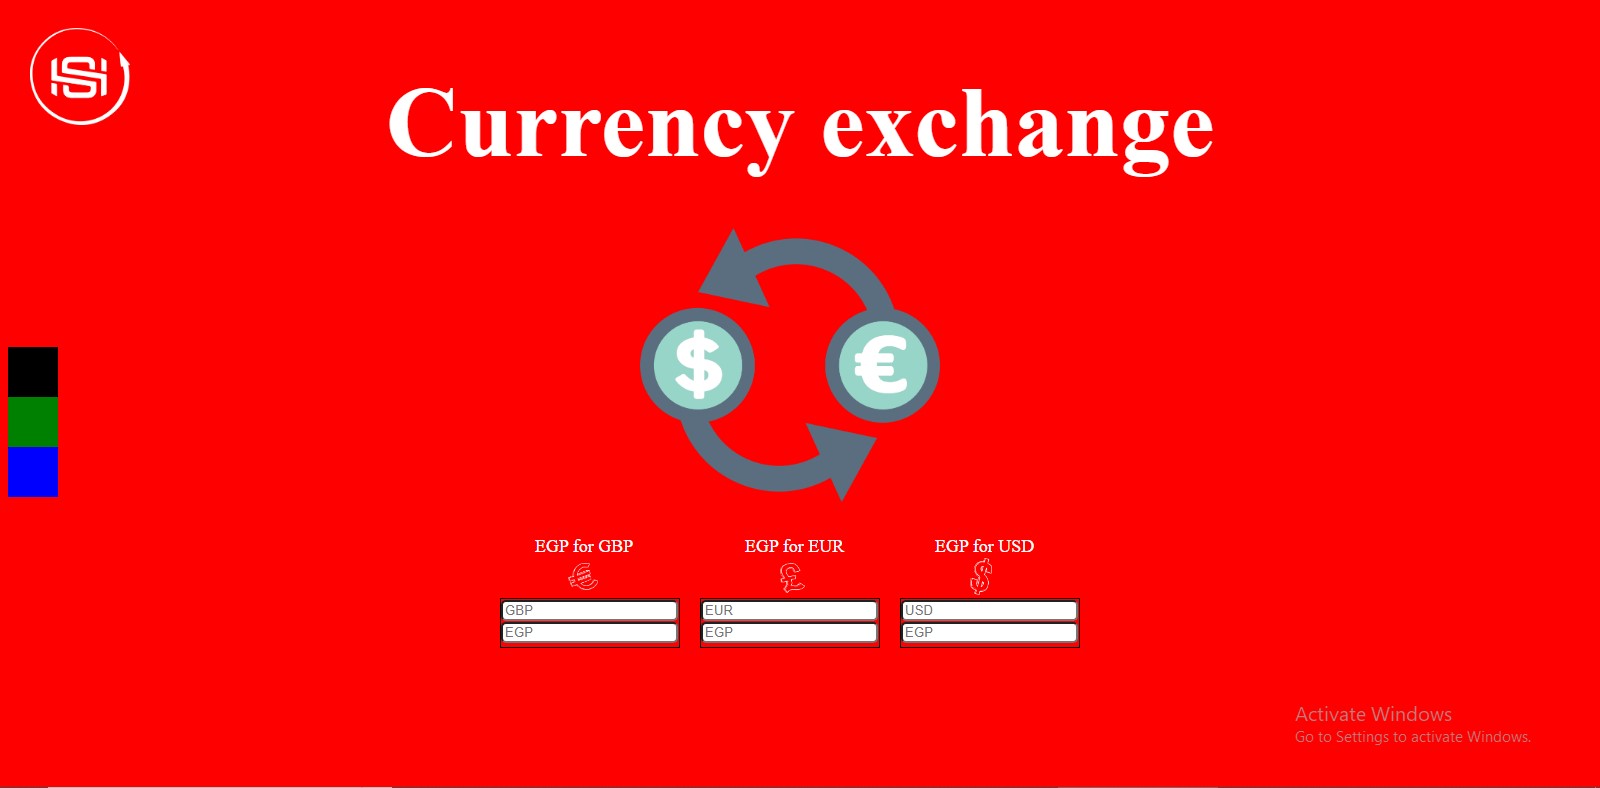 SH
Currency exchange
$ €
EGP for GBP EGP for EUR EGP for USD
€ £ $
GBP EUR USD
EGP EGP EGP
Activate Windows
Go to Settings to activate Windows.